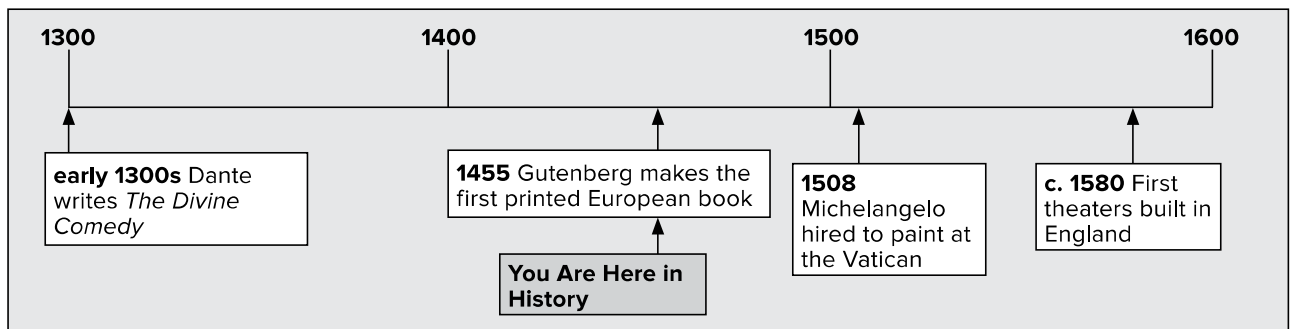 1300 1400 1500 1600
early 1300s Dante
writes The Divine
Comedy
1455 Gutenberg makes the
first printed European book
You Are Here in
History
1508
Michelangelo
hired to paint at
the Vatican
c. 1580 First
theaters built in
England